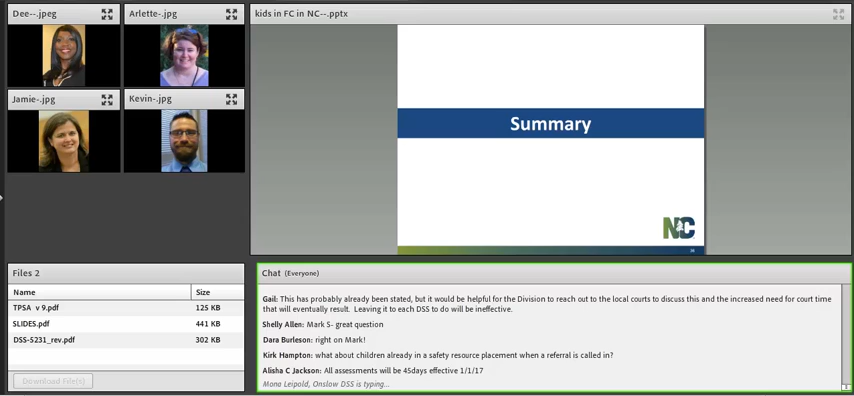 Dee--.jpeg
Arlette-.jpg
Jamie-.jpg
Kevin-.jpg
kids in FC in NC--.pptx
Summary
NC
Files 2
Name Size
TPSA v 9.pdf 125 KB
SLIDES.pdf 441 KB
DSS-5231_rev.pdf 302 KB
Download File(s)
Chat (Everyone)
Gail: This has probably already been stated, but it would be helpful for the Division to reach out to the local courts to discuss this and the increased need for court time
that will eventually result. Leaving it to each DSS to do will be ineffective.
Shelly Allen: Mark S- great question
Dara Burleson: right on Mark!
Kirk Hampton: what about children already in a safety resource placement when a referral is called in?
Alisha C Jackson: All assessments will be 45days effective 1/1/17
Mona Leipold, Onslow DSS is typing...